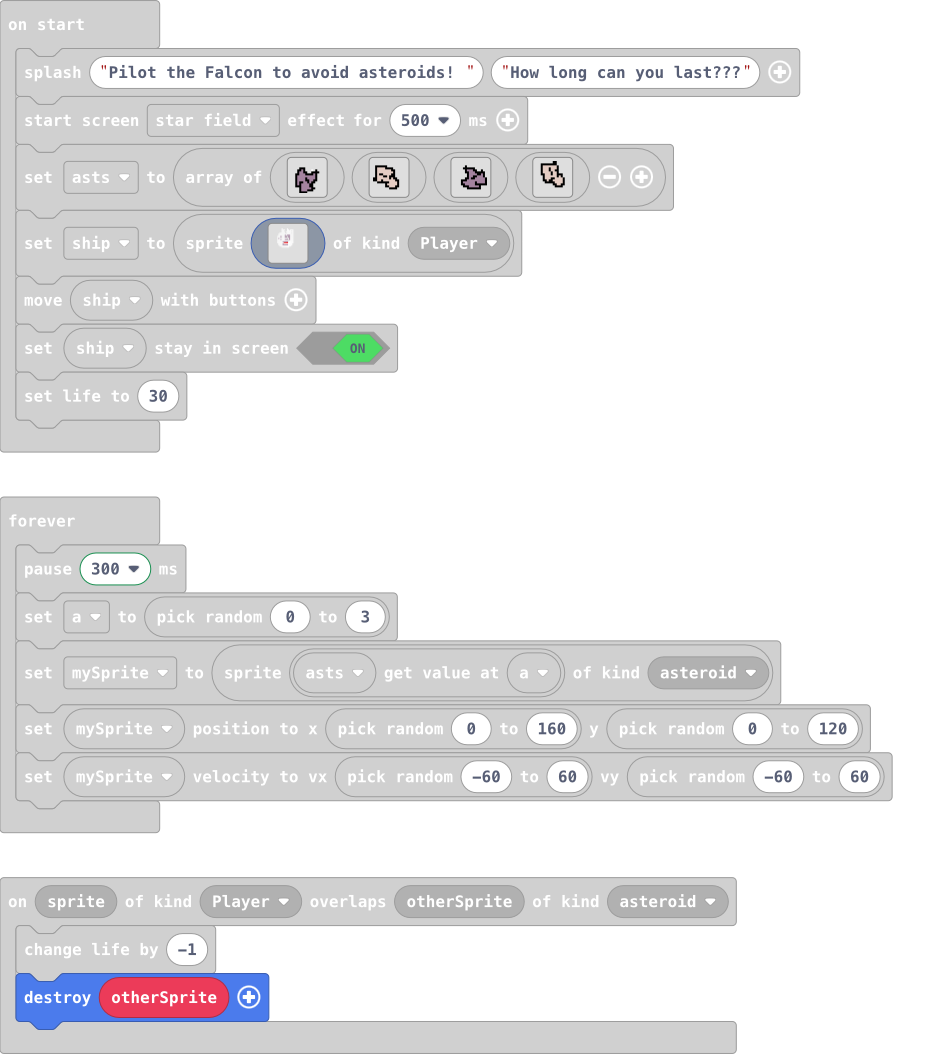 on start
splash "Pilot the Falcon to avoid asteroids! " "How long can you last???"
start screen star field effect for 500 ms
set asts to array of
set ship to sprite of kind Player
move ship with buttons
set ship stay in screen ON
set life to 30
forever
pause 300 ms
set a to pick random 0 to 3
set mySprite to sprite asts get value at a of kind asteroid
set mySprite position to x pick random 0 to 160 y pick random 0 to 120
set mySprite velocity to vx pick random -60 to 60 vy pick random -60 to 60
on sprite of kind Player overlaps otherSprite of kind asteroid
change life by -1
destroy otherSprite